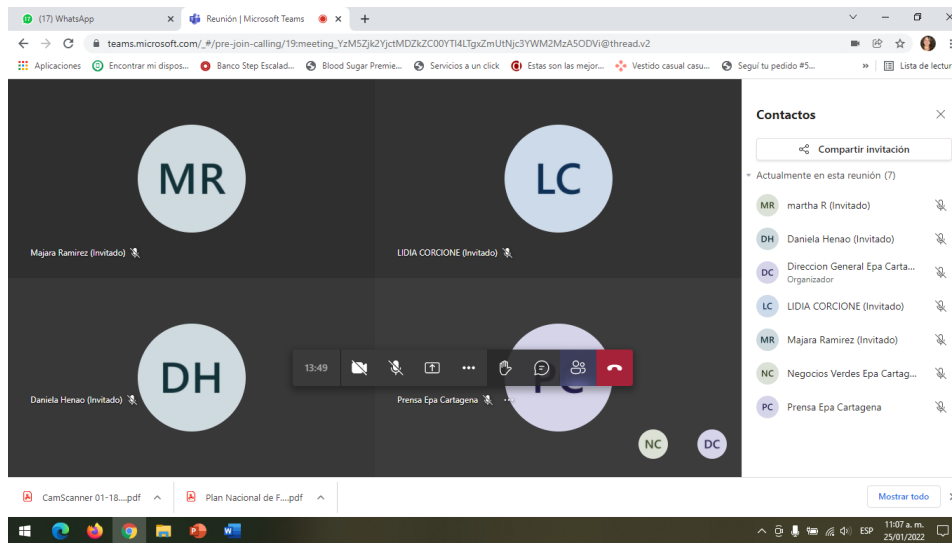 (17) WhatsApp
Reunión | Microsoft Teams
teams.microsoft.com/_#/pre-join-calling/19:meeting_YzM5Zjk2YjctMDZkZC00YTI4LTgxZmUtNjc3YWM2MzA5ODVi@thread.v2
Aplicaciones
Encontrar mi dispos...
Banco Step Escalad...
Blood Sugar Premie...
Servicios a un click
Estas son las mejor...
Vestido casual casu...
Seguí tu pedido #5...
Lista de lectur
MR
Majara Ramirez (Invitado)
LC
LIDIA CORCIONE (Invitado)
DH
Daniela Henao (Invitado)
13:49
Prensa Epa Cartagena
NC
DC
Contactos
Compartir invitación
Actualmente en esta reunión (7)
MR martha R (Invitado)
DH Daniela Henao (Invitado)
DC Direccion General Epa Carta...
Organizador
LC LIDIA CORCIONE (Invitado)
MR Majara Ramirez (Invitado)
NC Negocios Verdes Epa Cartag...
PC Prensa Epa Cartagena
CamScanner 01-18....pdf
Plan Nacional de F....pdf
Mostrar todo
ESP
11:07 a. m.
25/01/2022